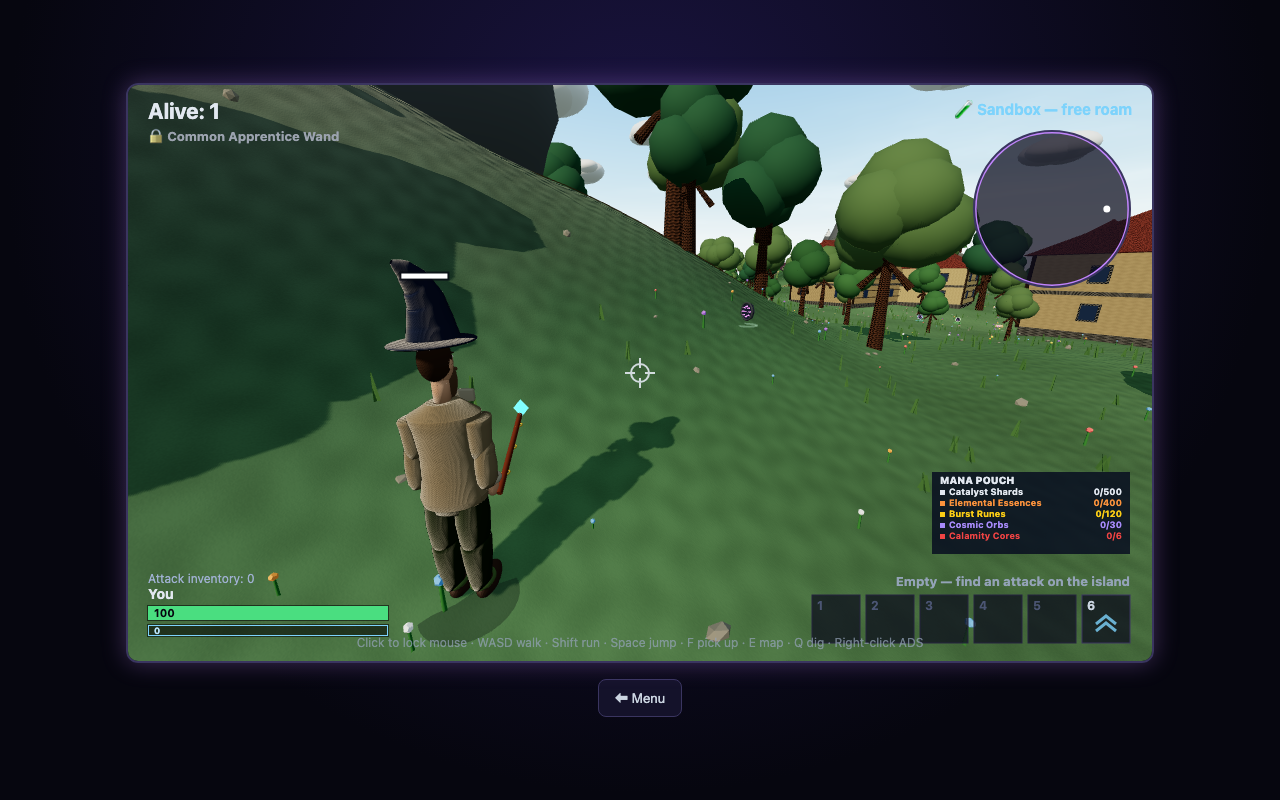 Alive: 1
Common Apprentice Wand
Sandbox — free roam
MANA POUCH
Catalyst Shards 0/500
Elemental Essences 0/400
Burst Runes 0/120
Cosmic Orbs 0/30
Calamity Cores 0/6
Attack inventory: 0
You
100
0
Empty — find an attack on the island
1 2 3 4 5 6
Click to lock mouse · WASD walk · Shift run · Space jump · F pick up · E map · Q dig · Right-click ADS
Menu